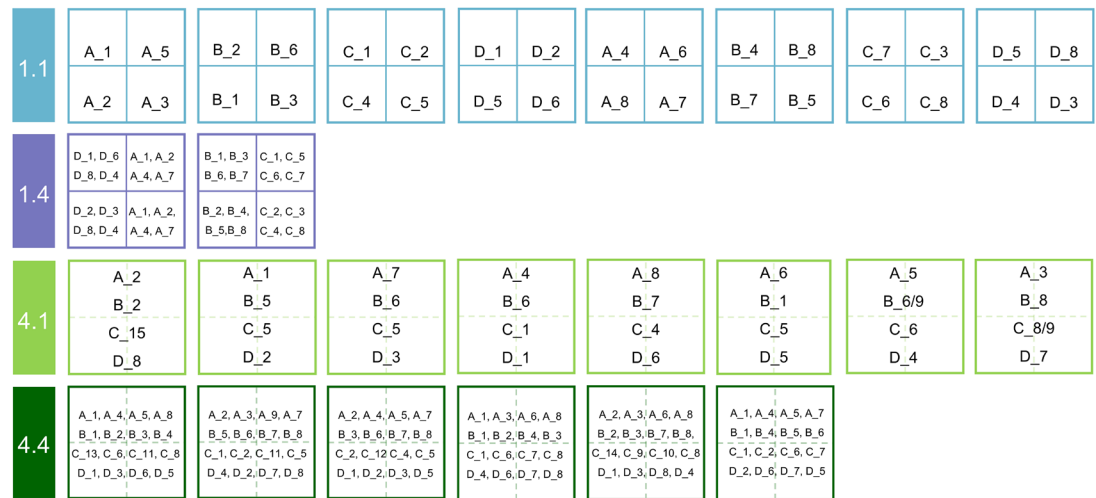 1.1
A_1 A_5 B_2 B_6 C_1 C_2 D_1 D_2 A_4 A_6 B_4 B_8 C_7 C_3 D_5 D_8
A_2 A_3 B_1 B_3 C_4 C_5 D_5 D_6 A_8 A_7 B_7 B_5 C_6 C_8 D_4 D_3
1.4
D_1, D_6 A_1, A_2 B_1, B_3 C_1, C_5
D_8, D_4 A_4, A_7 B_6, B_7 C_6, C_7
D_2, D_3 A_1, A_2, B_2, B_4, C_2, C_3
D_8, D_4 A_4, A_7 B_5,B_8 C_4, C_8
4.1
A_2 A_1 A_7 A_4 A_8 A_6 A_5 A_3
B_2 B_5 B_6 B_6 B_7 B_1 B_6/9 B_8
C_15 C_5 C_5 C_1 C_4 C_5 C_6 C_8/9
D_8 D_2 D_3 D_1 D_6 D_5 D_4 D_7
4.4
A_1, A_4, A_5, A_8 A_2, A_3, A_9, A_7 A_2, A_4, A_5, A_7 A_1, A_3, A_6, A_8 A_2, A_3, A_6, A_8 A_1, A_4, A_5, A_7
B_1, B_2, B_3, B_4 B_5, B_6, B_7, B_8 B_3, B_6, B_7, B_8 B_1, B_2, B_4, B_3 B_2, B_3, B_7, B_8, B_1, B_4, B_5, B_6
C_13, C_6, C_11, C_8 C_1, C_2, C_11, C_5 C_2, C_12 C_4, C_5 C_1, C_6, C_7, C_8 C_14, C_9, C_10, C_8 C_1, C_2, C_6, C_7
D_1, D_3, D_6, D_5 D_4, D_2, D_7, D_8 D_1, D_2, D_3, D_5 D_4, D_6, D_7, D_8 D_1, D_3, D_8, D_4 D_2, D_6, D_7, D_5